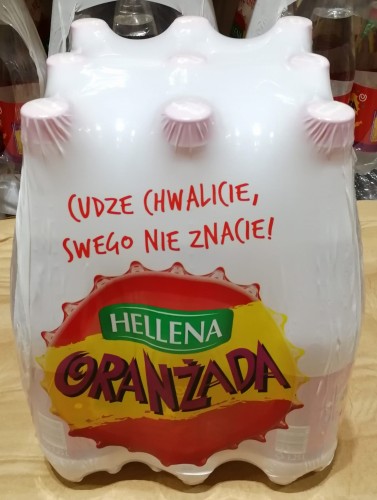 CUDZE CHWALICIE,
SWEGO NIE ZNACIE!
HELLENA
ORANŻADA